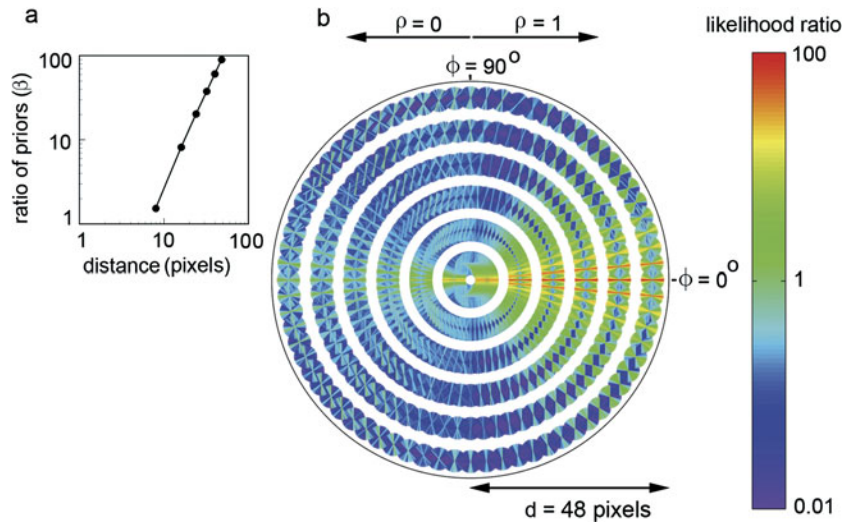 a
100
10
1
1
10
100
ratio of priors (β)
distance (pixels)
b
ρ = 0
ρ = 1
ϕ = 90°
ϕ = 0°
d = 48 pixels
likelihood ratio
100
1
0.01